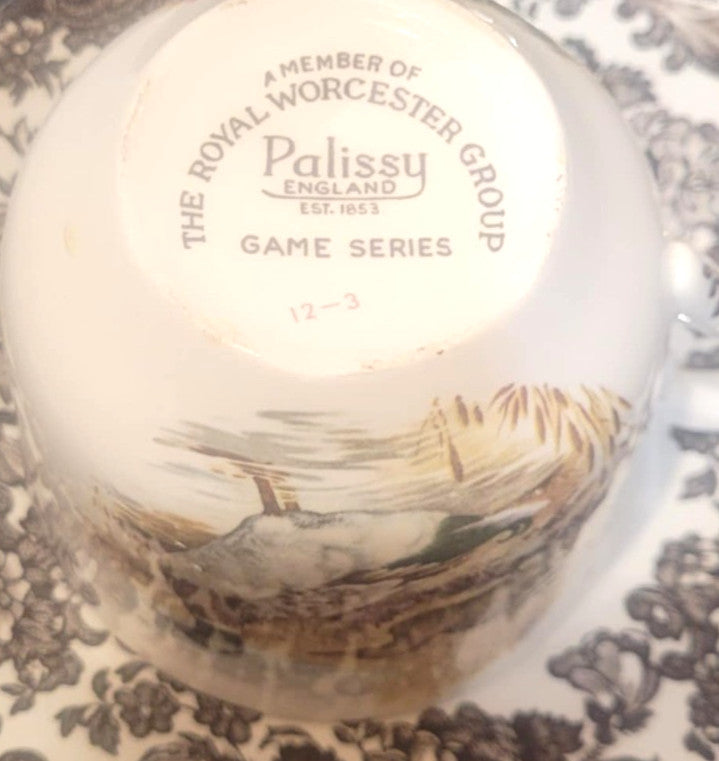 A MEMBER OF
THE ROYAL WORCESTER GROUP
Palissy
ENGLAND
EST. 1853
GAME SERIES
12-3